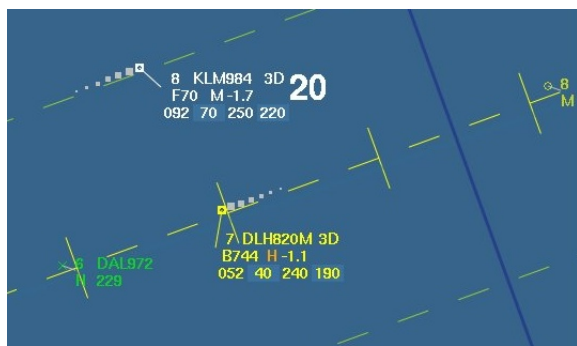 8 KLM984 3D 20
F70 M -1.7
092 70 250 220
8
M
7 DLH820M 3D
B744 H -1.1
052 40 240 190
6 DAL972
H 229